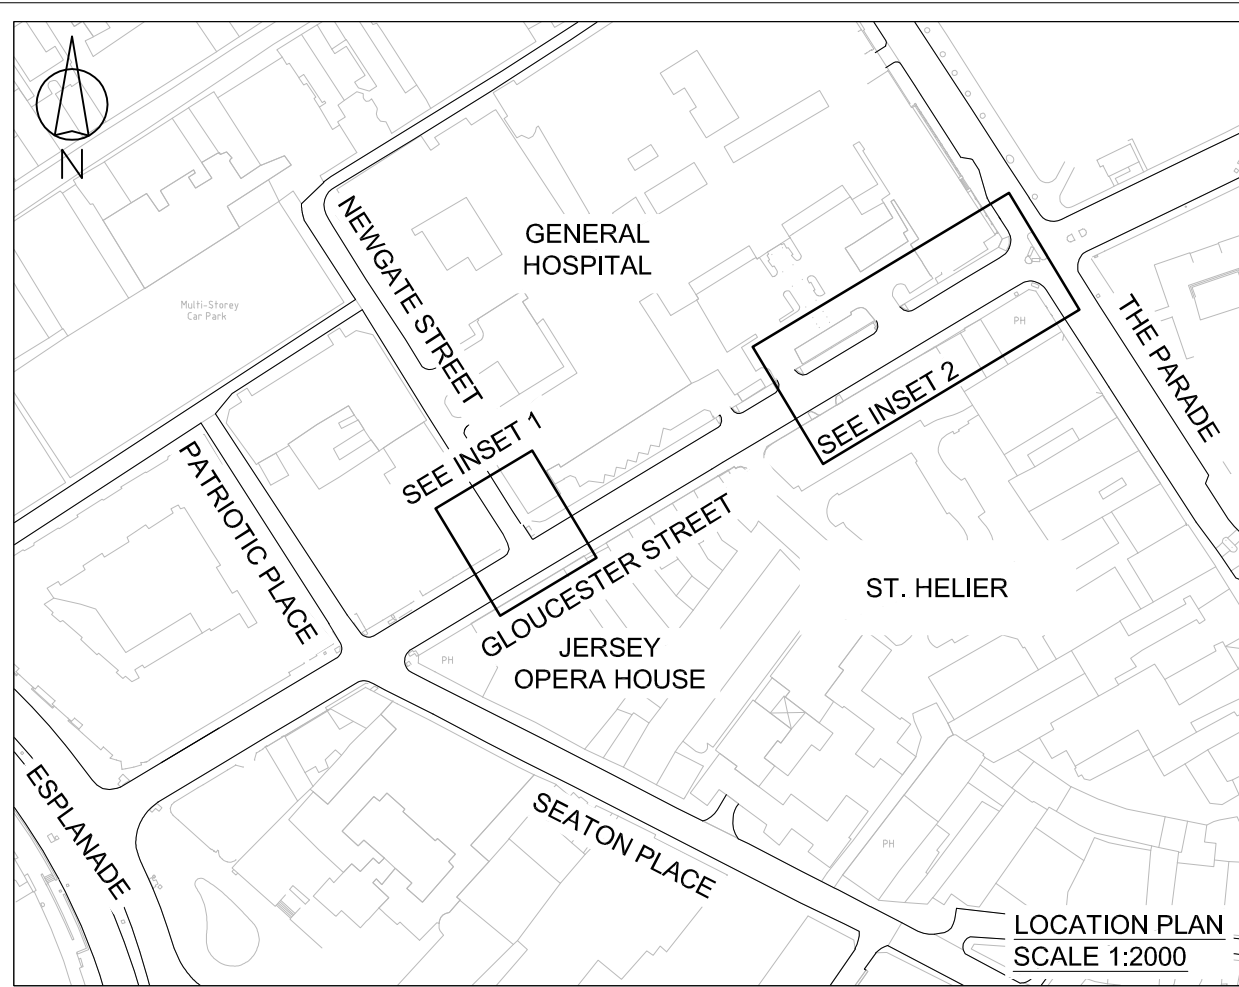 N
NEWGATE STREET
GENERAL
HOSPITAL
Multi-Storey
Car Park
PH
THE PARADE
SEE INSET 2
SEE INSET 1
PATRIOTIC PLACE
GLOUCESTER STREET
ST. HELIER
JERSEY
OPERA HOUSE
PH
ESPLANADE
SEATON PLACE
PH
LOCATION PLAN
SCALE 1:2000